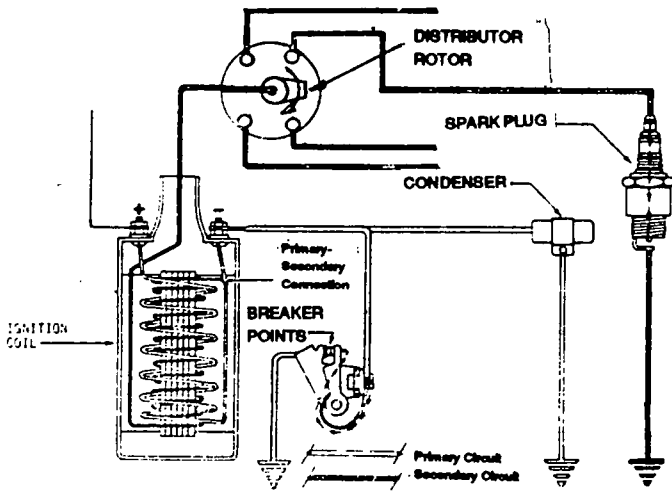 DISTRIBUTOR
ROTOR
SPARK PLUG
CONDENSER
+
-
Primary-
Secondary
Connection
BREAKER
POINTS
IGNITION
COIL
Primary Circuit
Secondary Circuit